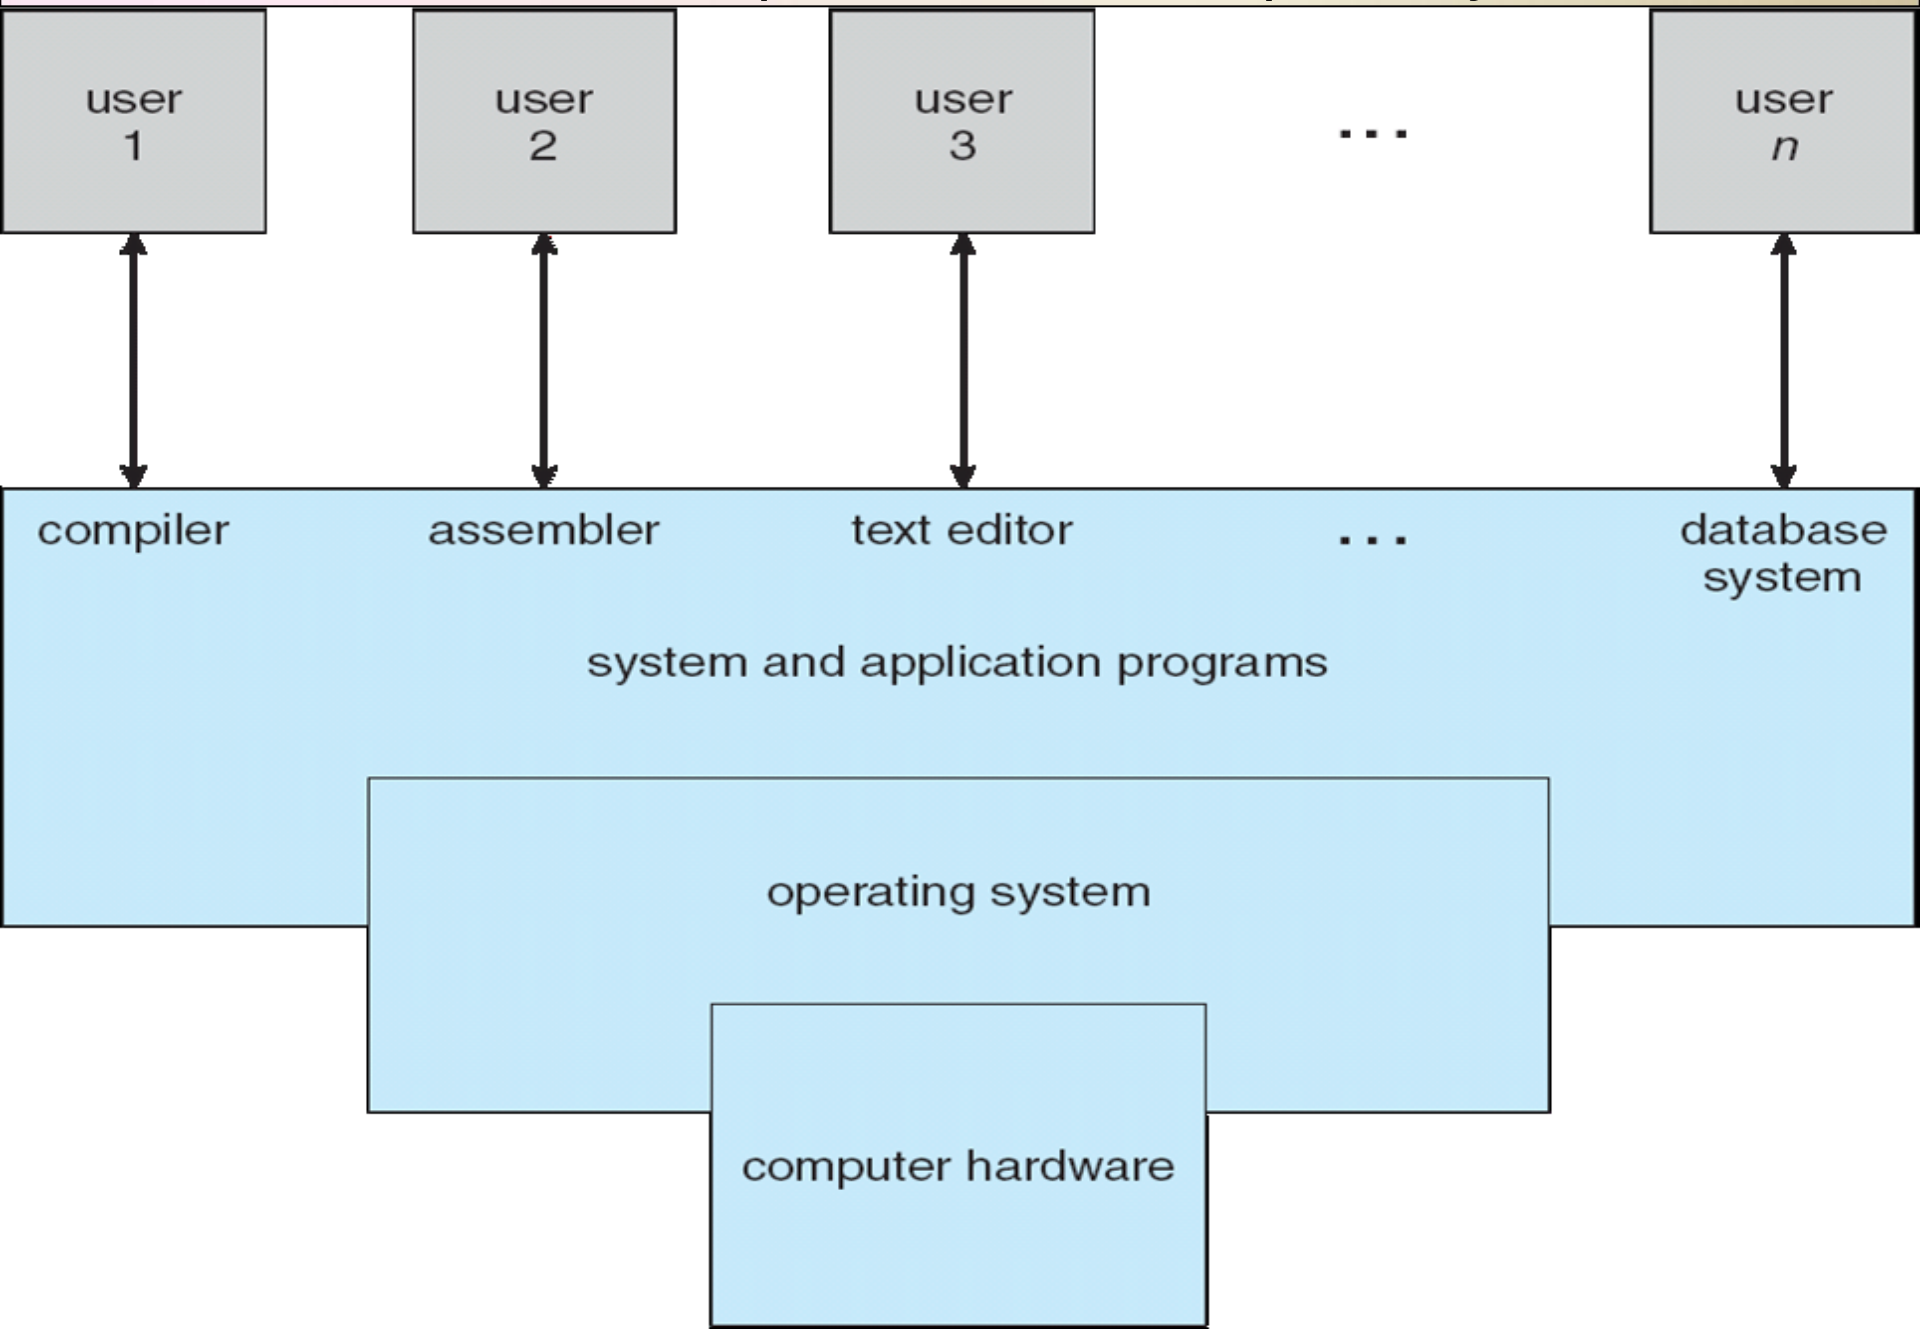 user
1
user
2
user
3
...
user
n
compiler
assembler
text editor
...
database
system
system and application programs
operating system
computer hardware